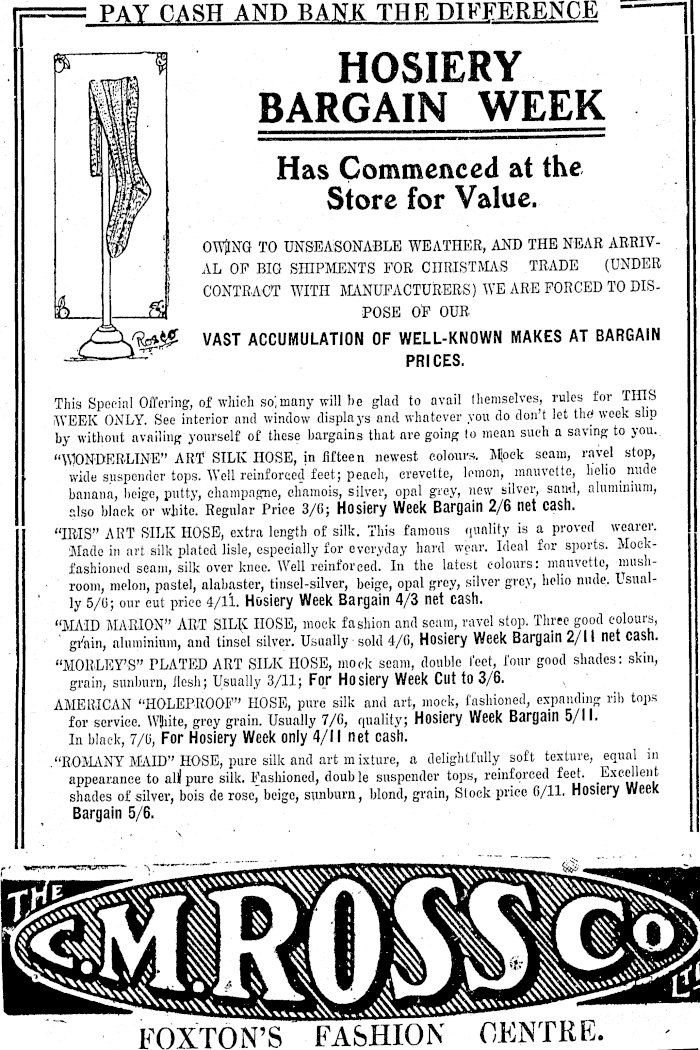 PAY CASH AND BANK THE DIFFERENCE
HOSIERY
BARGAIN WEEK
Has Commenced at the
Store for Value.
OWING TO UNSEASONABLE WEATHER, AND THE NEAR ARRIV-
AL OF BIG SHIPMENTS FOR CHRISTMAS TRADE (UNDER
CONTRACT WITH MANUFACTURERS) WE ARE FORCED TO DIS-
POSE OF OUR
Rosco
VAST ACCUMULATION OF WELL-KNOWN MAKES AT BARGAIN
PRICES.
This Special Offering, of which so many will be glad to avail themselves, rules for THIS
WEEK ONLY. See interior and window displays and whatever you do don't let the week slip
by without availing yourself of these bargains that are going to mean such a saving to you.
"WONDERLINE" ART SILK HOSE, in fifteen newest colours. Mock seam, ravel stop,
wide suspender tops. Well reinforced feet; peach, crevette, lemon, mauvette, helio nude
banana, beige, putty, champagne, chamois, silver, opal grey, new silver, sand, aluminium,
also black or white. Regular Price 3/6; Hosiery Week Bargain 2/6 net cash.
"IRIS" ART SILK HOSE, extra length of silk. This famous quality is a proved wearer.
Made in art silk plated lisle, especially for everyday hard wear. Ideal for sports. Mock-
fashioned seam, silk over knee. Well reinforced. In the latest colours: mauvette, mush-
room, melon, pastel, alabaster, tinsel-silver, beige, opal grey, silver grey, helio nude. Usual-
ly 5/6; our cut price 4/11. Hosiery Week Bargain 4/3 net cash.
"MAID MARION" ART SILK HOSE, mock fashion and seam, ravel stop. Three good colours,
grain, aluminium, and tinsel silver. Usually sold 4/6, Hosiery Week Bargain 2/11 net cash.
"MORLEY'S" PLATED ART SILK HOSE, mock seam, double feet, four good shades: skin,
grain, sunburn, flesh; Usually 3/11; For Hosiery Week Cut to 3/6.
AMERICAN "HOLEPROOF" HOSE, pure silk and art, mock, fashioned, expanding rib tops
for service. White, grey grain. Usually 7/6, quality; Hosiery Week Bargain 5/11.
In black, 7/6, For Hosiery Week only 4/11 net cash.
"ROMANY MAID" HOSE, pure silk and art mixture, a delightfully soft texture, equal in
appearance to all pure silk. Fashioned, double suspender tops, reinforced feet. Excellent
shades of silver, bois de rose, beige, sunburn, blond, grain, Stock price 6/11. Hosiery Week
Bargain 5/6.
THE
C.M. ROSS CO
LTD
FOXTON'S FASHION CENTRE.